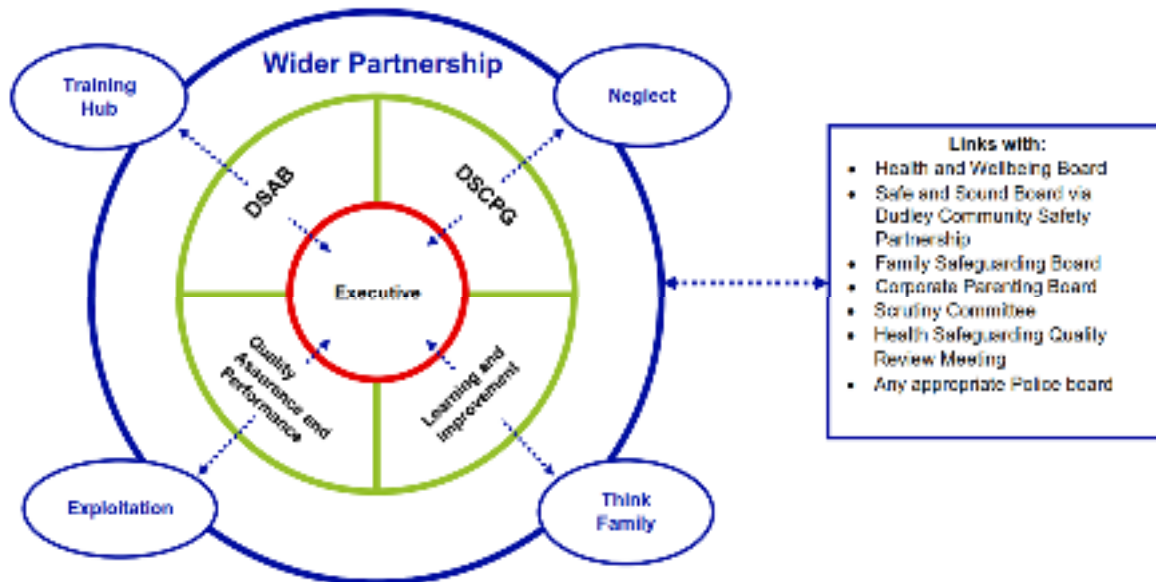 Wider Partnership
Training
Hub
Neglect
DSAB
DSCPG
Executive
Quality
Assurance and
Performance
Learning and
Improvement
Exploitation
Think
Family
Links with:
• Health and Wellbeing Board
• Safe and Sound Board via
Dudley Community Safety
Partnership
• Family Safeguarding Board
• Corporate Parenting Board
• Scrutiny Committee
• Health Safeguarding Quality
Review Meeting
• Any appropriate Police board